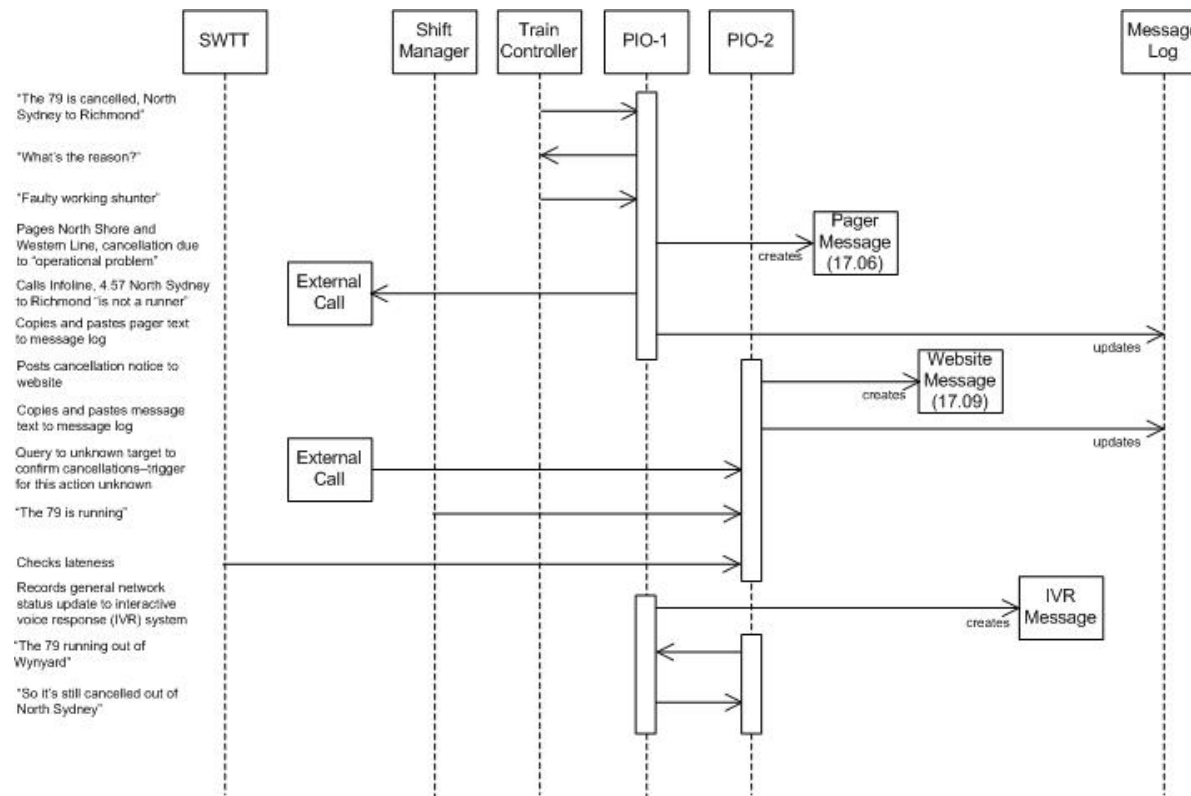 SWTT
Shift
Manager
Train
Controller
PIO-1
PIO-2
Message
Log
"The 79 is cancelled, North
Sydney to Richmond"
"What's the reason?"
"Faulty working shunter"
Pages North Shore and
Western Line, cancellation due
to "operational problem"
creates
Pager
Message
(17.06)
Calls Infoline, 4.57 North Sydney
to Richmond "is not a runner"
External
Call
Copies and pastes pager text
to message log
updates
Posts cancellation notice to
website
creates
Website
Message
(17.09)
Copies and pastes message
text to message log
updates
Query to unknown target to
confirm cancellations–trigger
for this action unknown
External
Call
"The 79 is running"
Checks lateness
Records general network
status update to interactive
voice response (IVR) system
creates
IVR
Message
"The 79 running out of
Wynyard"
"So it's still cancelled out of
North Sydney"